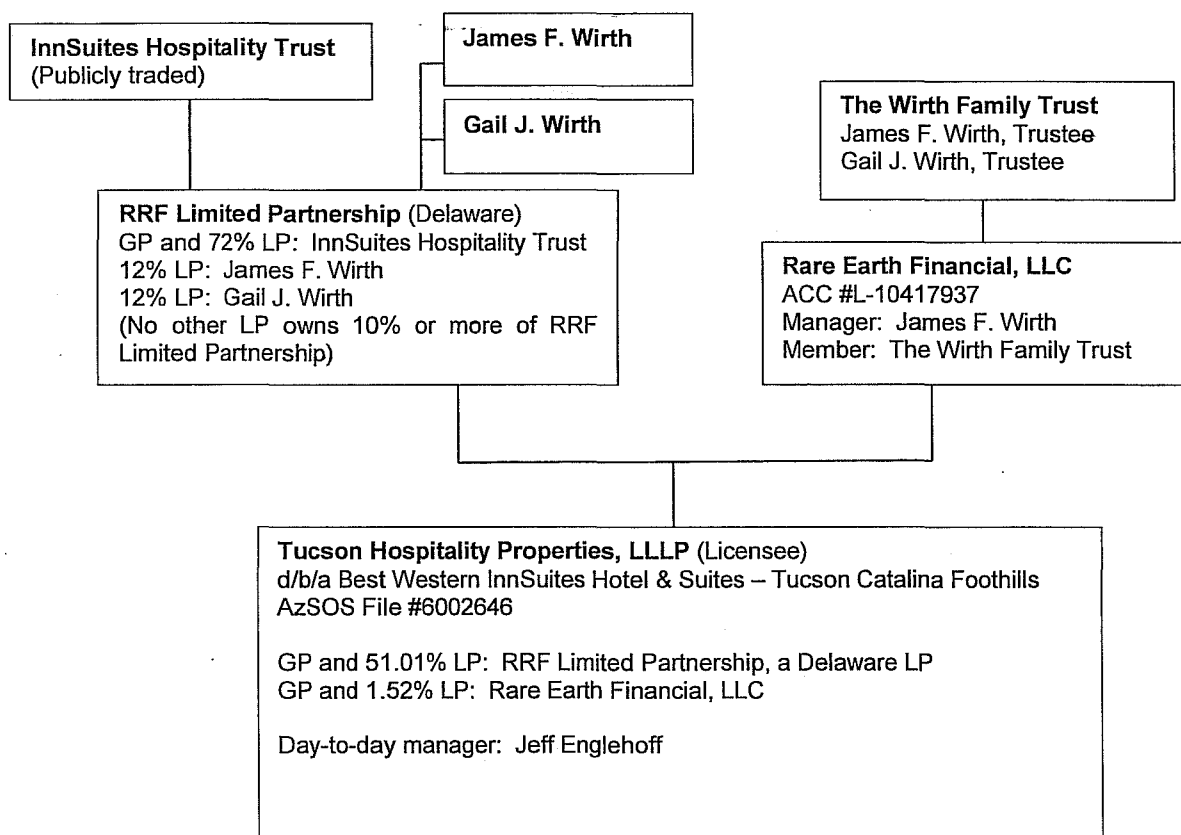 InnSuites Hospitality Trust
(Publicly traded)
James F. Wirth
Gail J. Wirth
The Wirth Family Trust
James F. Wirth, Trustee
Gail J. Wirth, Trustee
RRF Limited Partnership (Delaware)
GP and 72% LP: InnSuites Hospitality Trust
12% LP: James F. Wirth
12% LP: Gail J. Wirth
(No other LP owns 10% or more of RRF
Limited Partnership)
Rare Earth Financial, LLC
ACC #L-10417937
Manager: James F. Wirth
Member: The Wirth Family Trust
Tucson Hospitality Properties, LLLP (Licensee)
d/b/a Best Western InnSuites Hotel & Suites – Tucson Catalina Foothills
AzSOS File #6002646
GP and 51.01% LP: RRF Limited Partnership, a Delaware LP
GP and 1.52% LP: Rare Earth Financial, LLC
Day-to-day manager: Jeff Englehoff